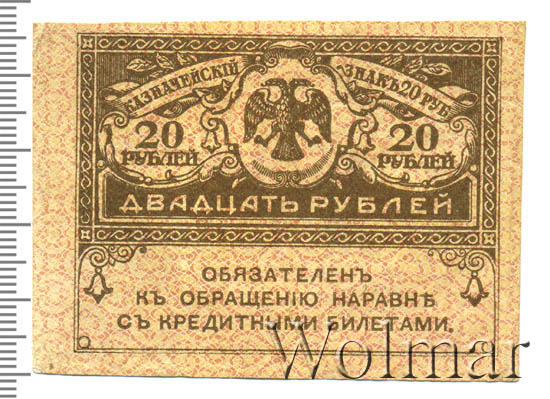 КАЗНАЧЕЙСКІЙ ЗНАКЪ 20 РУБ
20 РУБЛЕЙ
20 РУБЛЕЙ
ДВАДЦАТЬ РУБЛЕЙ
ОБЯЗАТЕЛЕНЪ
КЪ ОБРАЩЕНІЮ НАРАВНѢ
СЪ КРЕДИТНЫМИ БИЛЕТАМИ.
Wolmar